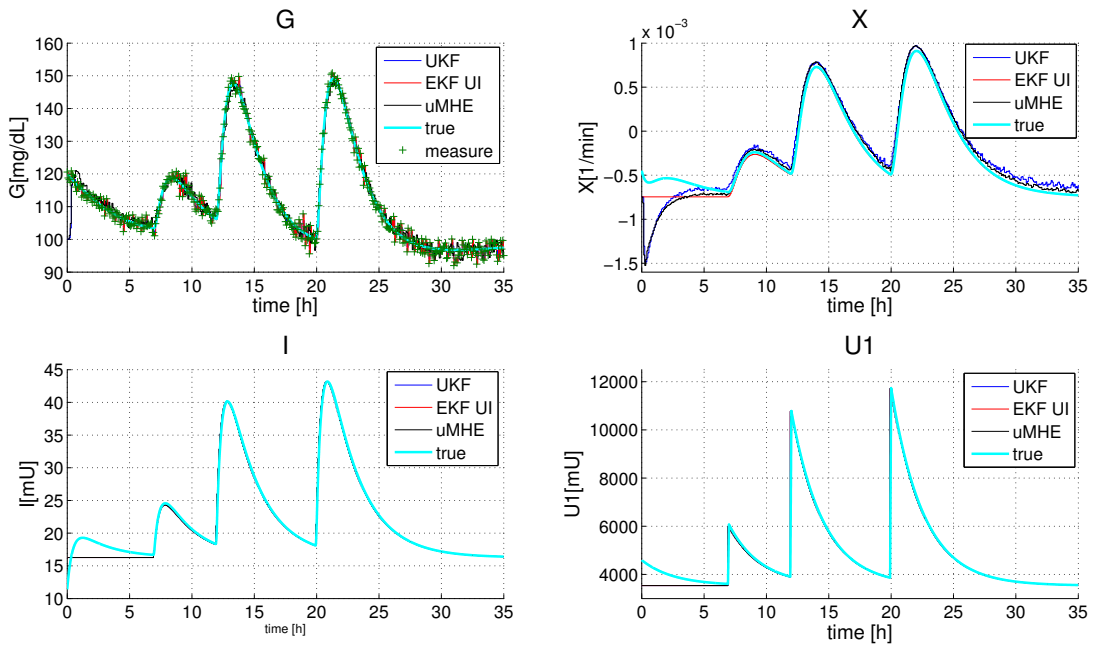 G
160
150
140
130
120
110
100
90
G[mg/dL]
0 5 10 15 20 25 30 35
time [h]
UKF
EKF UI
uMHE
true
measure
X
x 10⁻³
1
0.5
0
−0.5
−1
−1.5
X[1/min]
0 5 10 15 20 25 30 35
time [h]
UKF
EKF UI
uMHE
true
I
45
40
35
30
25
20
15
10
I[mU]
0 5 10 15 20 25 30 35
time [h]
UKF
EKF UI
uMHE
true
U1
12000
10000
8000
6000
4000
U1[mU]
0 5 10 15 20 25 30 35
time [h]
UKF
EKF UI
uMHE
true